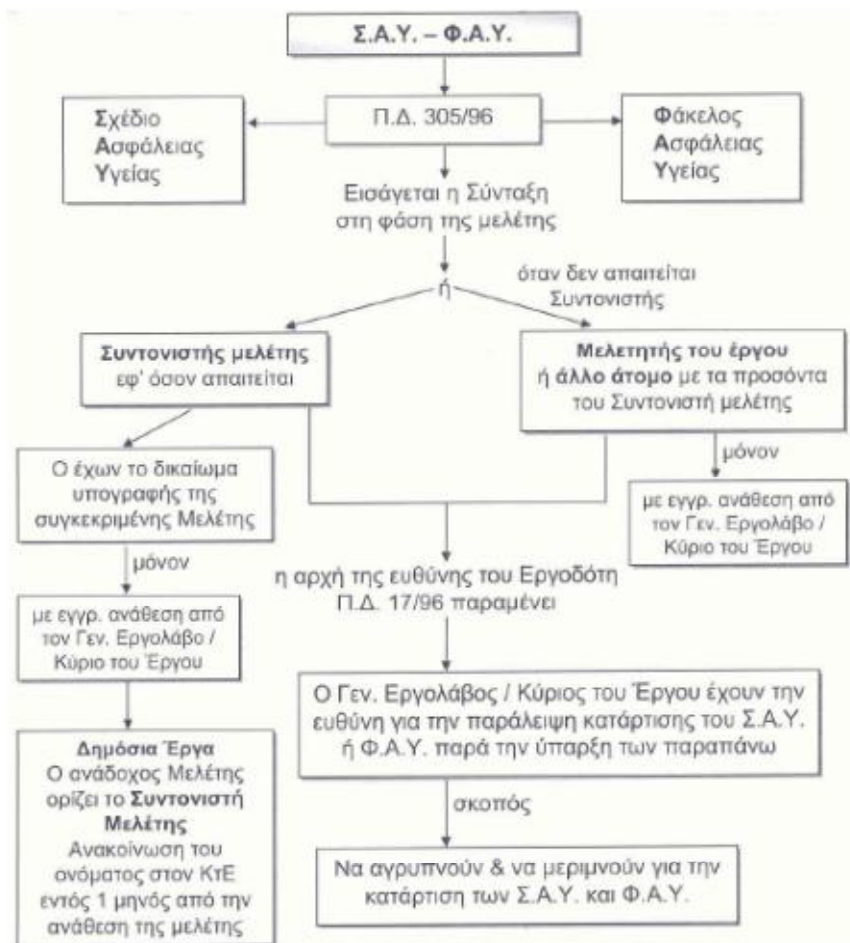 Σ.Α.Υ. – Φ.Α.Υ.
Π.Δ. 305/96
Σχέδιο
Ασφάλειας
Υγείας
Φάκελος
Ασφάλειας
Υγείας
Εισάγεται η Σύνταξη
στη φάση της μελέτης
ή
όταν δεν απαιτείται
Συντονιστής
Συντονιστής μελέτης
εφ' όσον απαιτείται
Μελετητής του έργου
ή άλλο άτομο με τα προσόντα
του Συντονιστή μελέτης
Ο έχων το δικαίωμα
υπογραφής της
συγκεκριμένης Μελέτης
μόνον
με εγγρ. ανάθεση από
τον Γεν. Εργολάβο /
Κύριο του Έργου
μόνον
με εγγρ. ανάθεση από
τον Γεν. Εργολάβο /
Κύριο του Έργου
η αρχή της ευθύνης του Εργοδότη
Π.Δ. 17/96 παραμένει
Ο Γεν. Εργολάβος / Κύριος του Έργου έχουν την
ευθύνη για την παράλειψη κατάρτισης του Σ.Α.Υ.
ή Φ.Α.Υ. παρά την ύπαρξη των παραπάνω
Δημόσια Έργα
Ο ανάδοχος Μελέτης
ορίζει το Συντονιστή
Μελέτης
Ανακοίνωση του
ονόματος στον ΚτΕ
εντός 1 μηνός από την
ανάθεση της μελέτης
σκοπός
Να αγρυπνούν & να μεριμνούν για την
κατάρτιση των Σ.Α.Υ. και Φ.Α.Υ.